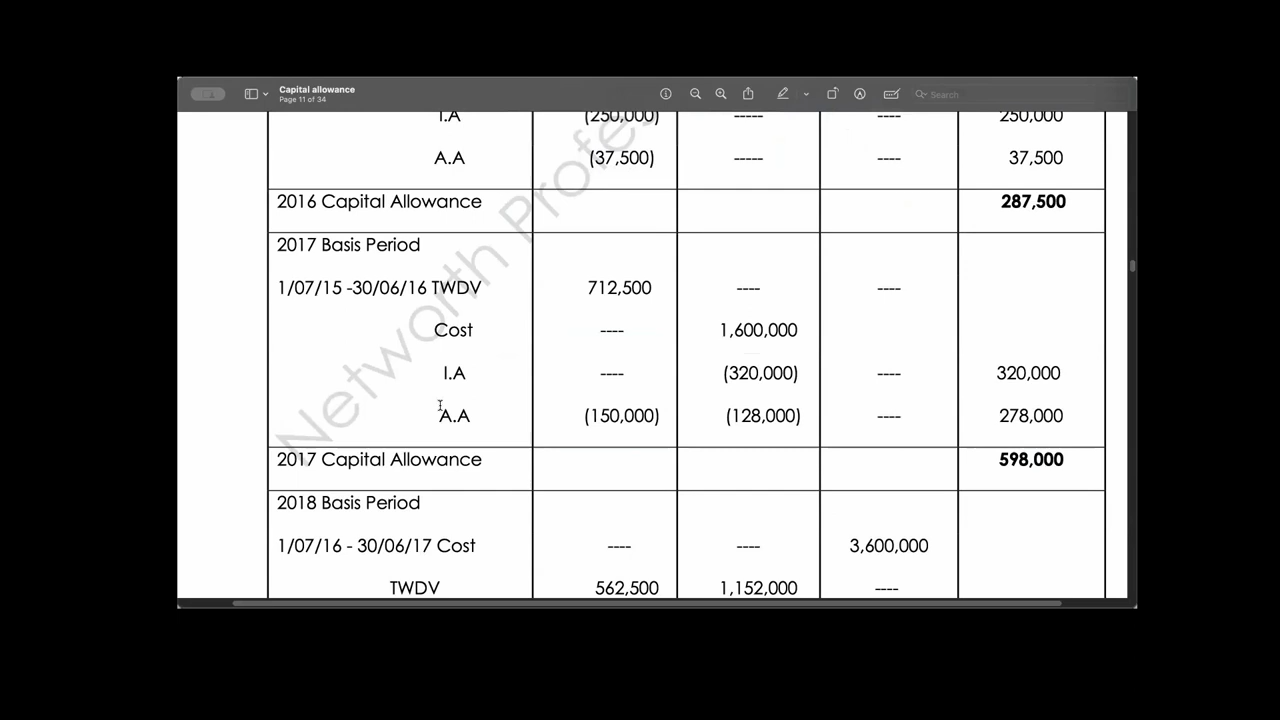 Capital allowance
Page 11 of 34
Search
I.A (250,000) ----- ---- 250,000
A.A (37,500) ----- ---- 37,500
2016 Capital Allowance 287,500
2017 Basis Period
1/07/15 -30/06/16 TWDV 712,500 ---- ----
Cost ---- 1,600,000
I.A ---- (320,000) ---- 320,000
A.A (150,000) (128,000) ---- 278,000
2017 Capital Allowance 598,000
2018 Basis Period
1/07/16 - 30/06/17 Cost ---- ---- 3,600,000
TWDV 562,500 1,152,000 ----
Networth Profes